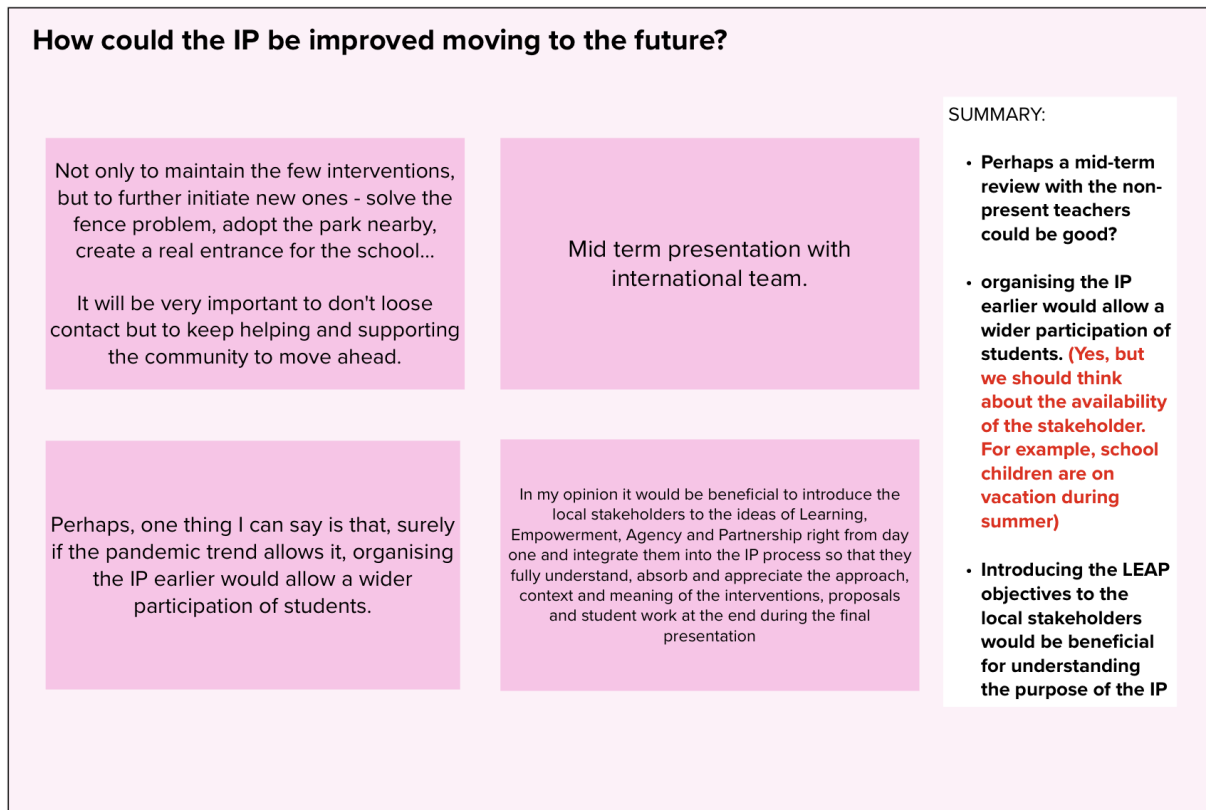 How could the IP be improved moving to the future?
Not only to maintain the few interventions,
but to further initiate new ones - solve the
fence problem, adopt the park nearby,
create a real entrance for the school...
It will be very important to don't loose
contact but to keep helping and supporting
the community to move ahead.
Mid term presentation with
international team.
Perhaps, one thing I can say is that, surely
if the pandemic trend allows it, organising
the IP earlier would allow a wider
participation of students.
In my opinion it would be beneficial to introduce the
local stakeholders to the ideas of Learning,
Empowerment, Agency and Partnership right from day
one and integrate them into the IP process so that they
fully understand, absorb and appreciate the approach,
context and meaning of the interventions, proposals
and student work at the end during the final
presentation
SUMMARY:
• Perhaps a mid-term
review with the non-
present teachers
could be good?
• organising the IP
earlier would allow a
wider participation of
students. (Yes, but
we should think
about the availability
of the stakeholder.
For example, school
children are on
vacation during
summer)
• Introducing the LEAP
objectives to the
local stakeholders
would be beneficial
for understanding
the purpose of the IP